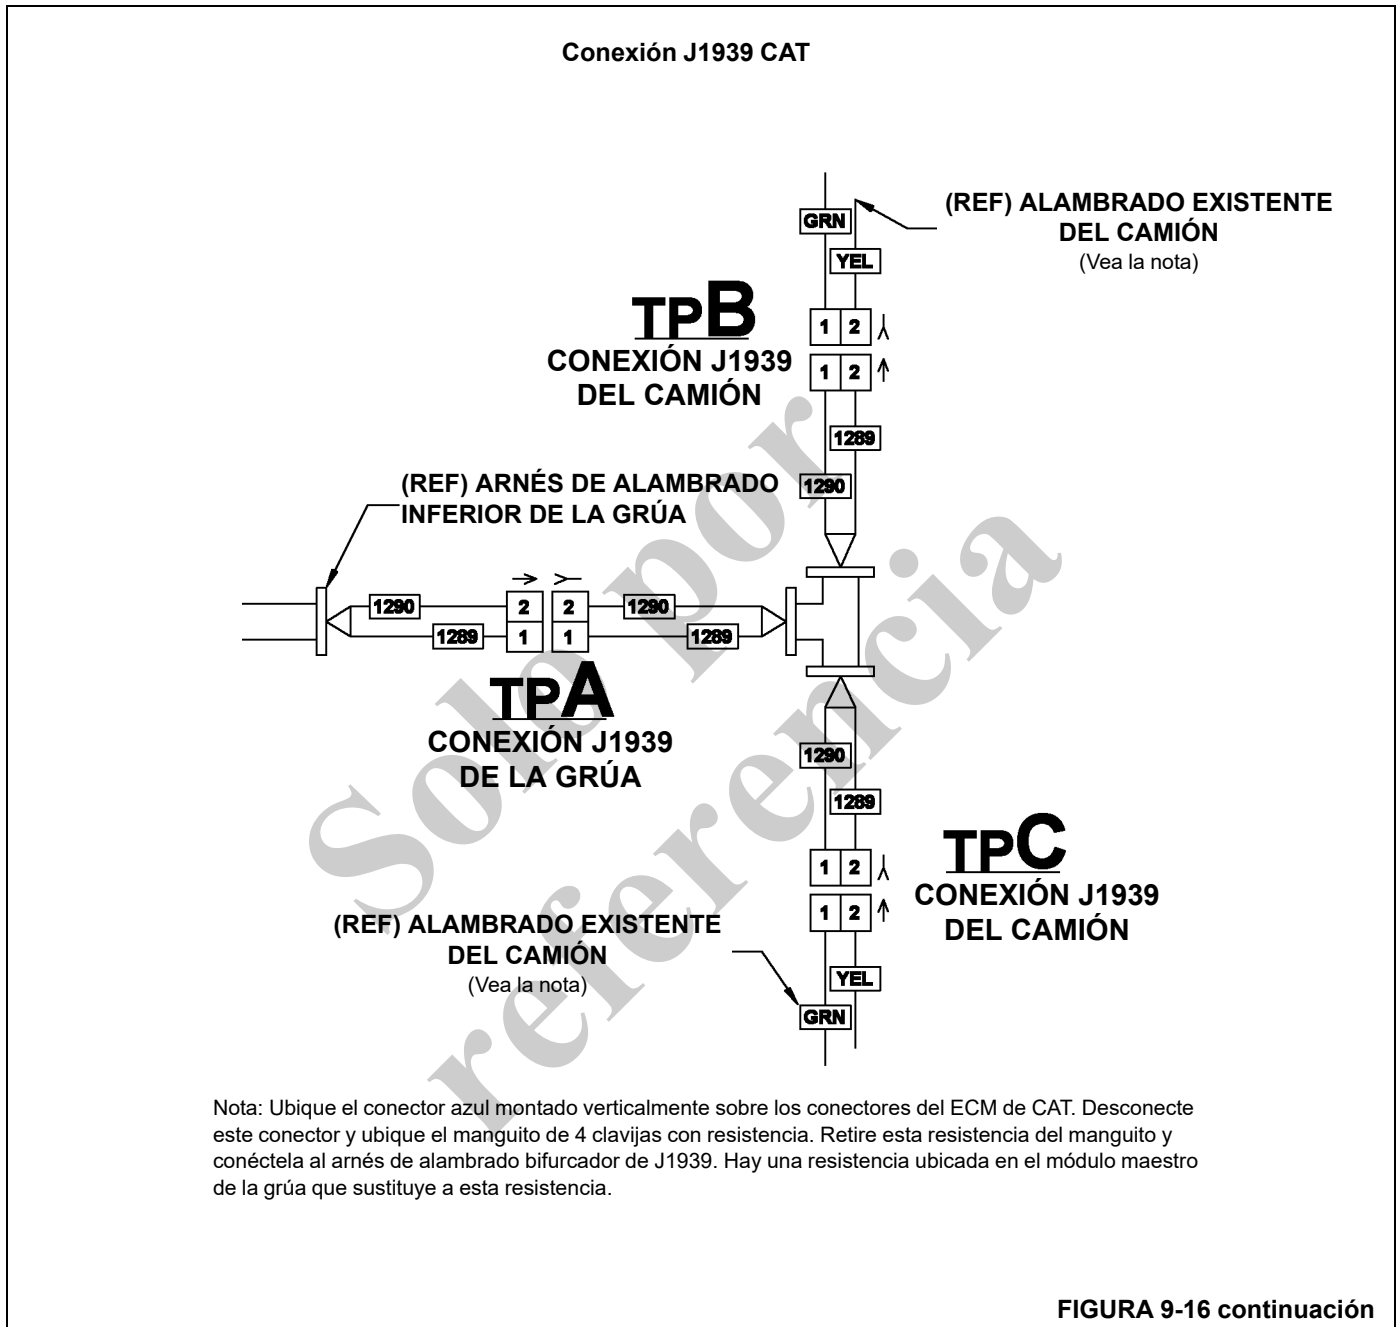 Conexión J1939 CAT
GRN
(REF) ALAMBRADO EXISTENTE
DEL CAMIÓN
(Vea la nota)
YEL
TPB
CONEXIÓN J1939
DEL CAMIÓN
1 2
1 2
1289
1290
(REF) ARNÉS DE ALAMBRADO
INFERIOR DE LA GRÚA
1290 2 2 1290
1289 1 1 1289
TPA
CONEXIÓN J1939
DE LA GRÚA
1290
1289
TPC
CONEXIÓN J1939
DEL CAMIÓN
1 2
1 2
(REF) ALAMBRADO EXISTENTE
DEL CAMIÓN
(Vea la nota)
YEL
GRN
Solo por
referencia
Nota: Ubique el conector azul montado verticalmente sobre los conectores del ECM de CAT. Desconecte
este conector y ubique el manguito de 4 clavijas con resistencia. Retire esta resistencia del manguito y
conéctela al arnés de alambrado bifurcador de J1939. Hay una resistencia ubicada en el módulo maestro
de la grúa que sustituye a esta resistencia.
FIGURA 9-16 continuación